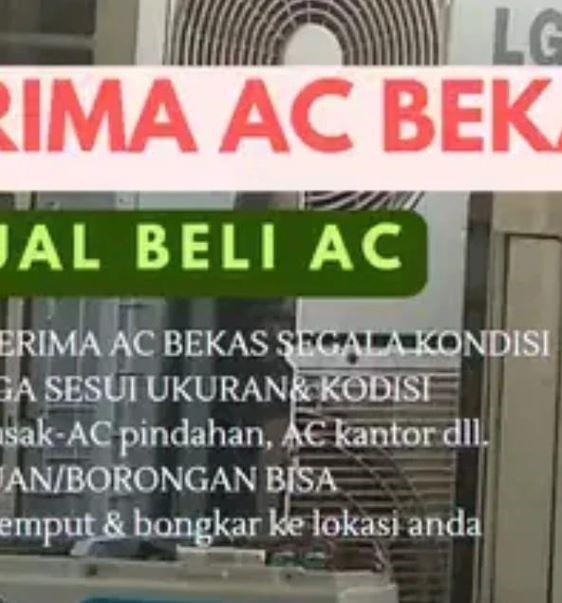 LG
RIMA AC BEKA
UAL BELI AC
ERIMA AC BEKAS SEGALA KONDISI
GA SESUI UKURAN& KODISI
usak-AC pindahan, AC kantor dll.
UAN/BORONGAN BISA
emput & bongkar ke lokasi anda